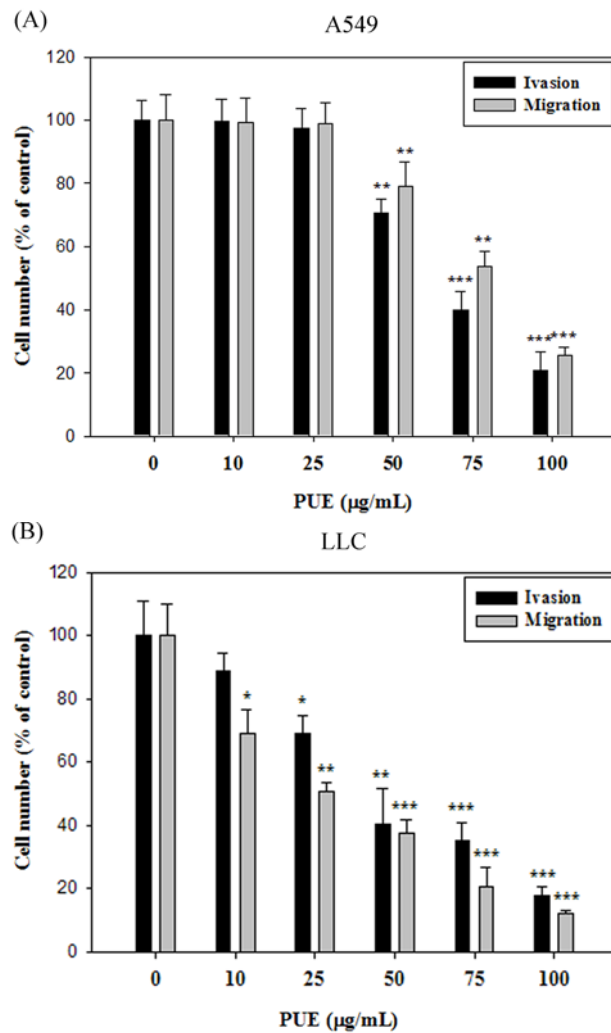 (A)
A549
120
100
80
60
40
20
0
Cell number (% of control)
Ivasion
Migration
**
**
***
**
***
***
0 10 25 50 75 100
PUE (µg/mL)
(B)
LLC
120
100
80
60
40
20
0
Cell number (% of control)
Ivasion
Migration
*
*
**
**
***
***
***
***
***
0 10 25 50 75 100
PUE (µg/mL)